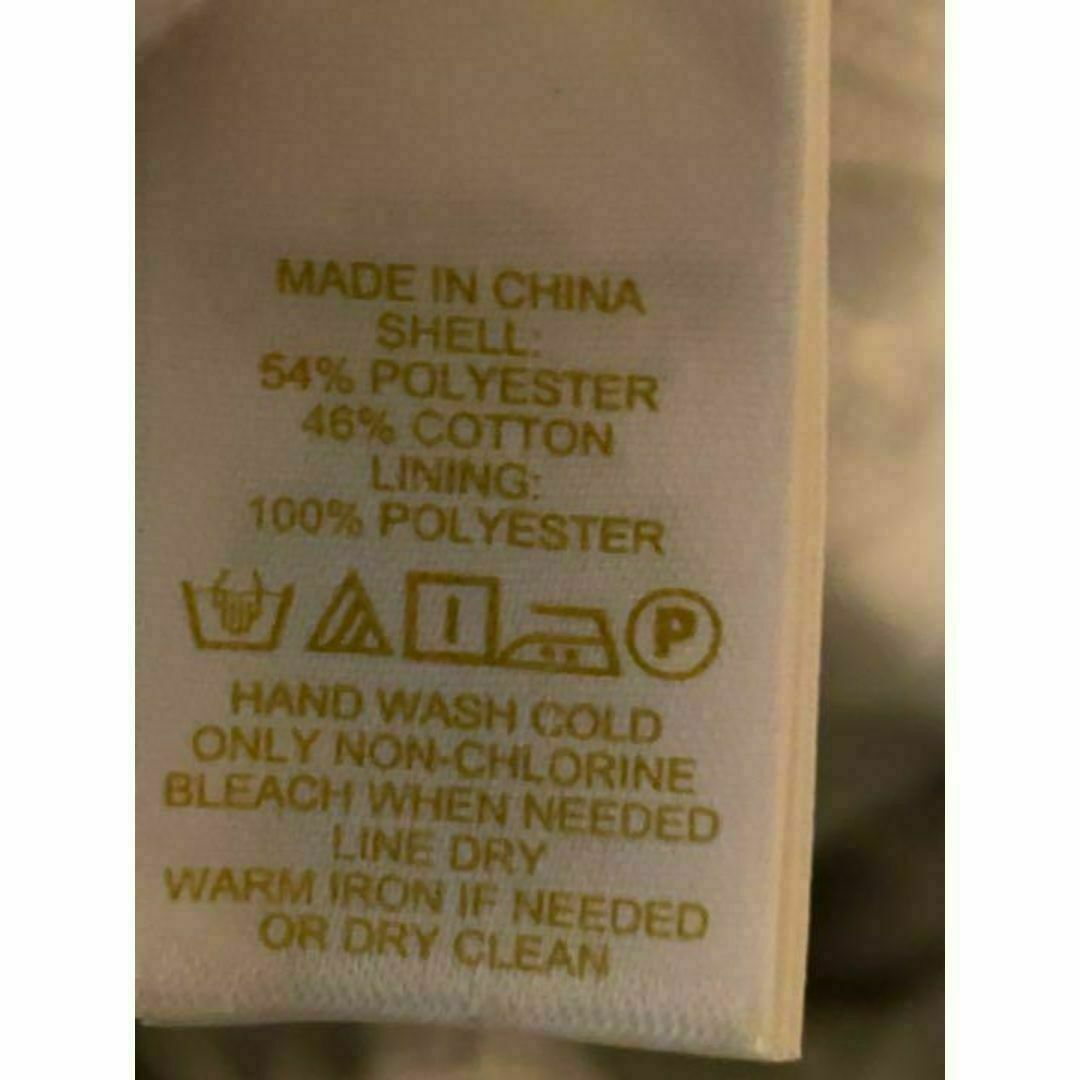 MADE IN CHINA
SHELL:
54% POLYESTER
46% COTTON
LINING:
100% POLYESTER
P
HAND WASH COLD
ONLY NON-CHLORINE
BLEACH WHEN NEEDED
LINE DRY
WARM IRON IF NEEDED
OR DRY CLEAN